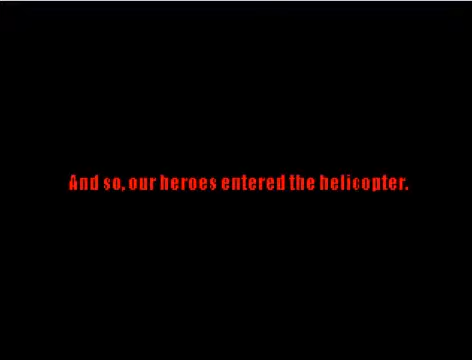 And so, our heroes entered the helicopter.